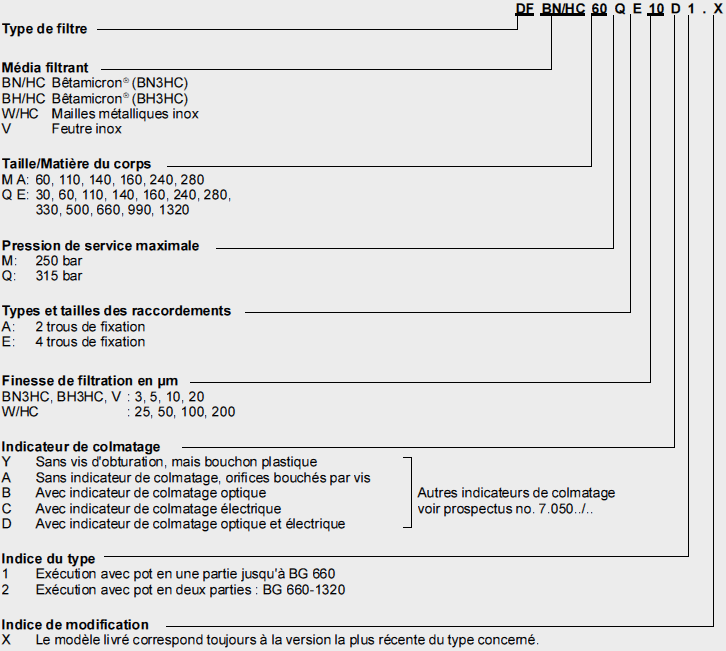 DF BN/HC 60 Q E 10 D 1 . X
Type de filtre
Média filtrant
BN/HC Bêtamicron® (BN3HC)
BH/HC Bêtamicron® (BH3HC)
W/HC Mailles métalliques inox
V Feutre inox
Taille/Matière du corps
M A: 60, 110, 140, 160, 240, 280
Q E: 30, 60, 110, 140, 160, 240, 280,
330, 500, 660, 990, 1320
Pression de service maximale
M: 250 bar
Q: 315 bar
Types et tailles des raccordements
A: 2 trous de fixation
E: 4 trous de fixation
Finesse de filtration en µm
BN3HC, BH3HC, V : 3, 5, 10, 20
W/HC : 25, 50, 100, 200
Indicateur de colmatage
Y Sans vis d'obturation, mais bouchon plastique
A Sans indicateur de colmatage, orifices bouchés par vis
B Avec indicateur de colmatage optique
C Avec indicateur de colmatage électrique
D Avec indicateur de colmatage optique et électrique
Autres indicateurs de colmatage
voir prospectus no. 7.050../..
Indice du type
1 Exécution avec pot en une partie jusqu'à BG 660
2 Exécution avec pot en deux parties : BG 660-1320
Indice de modification
X Le modèle livré correspond toujours à la version la plus récente du type concerné.